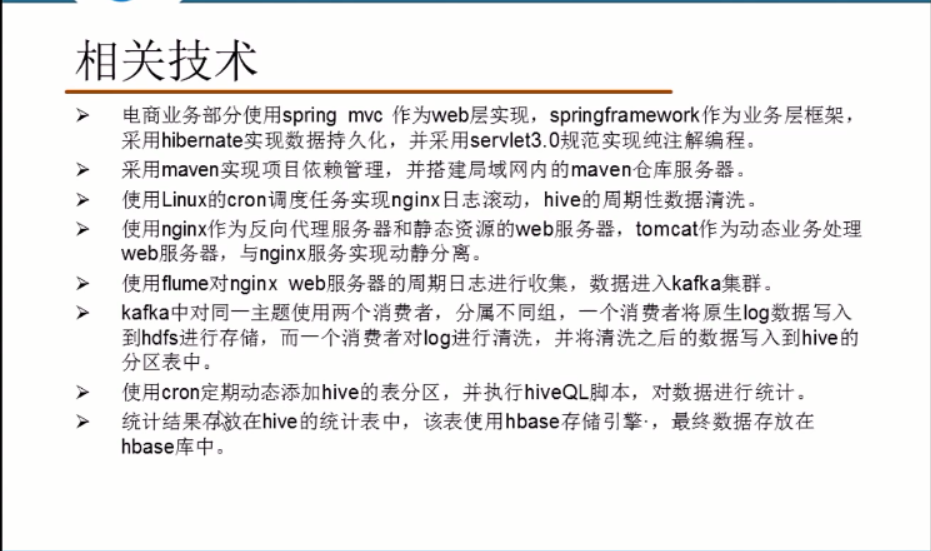 相关技术
➢ 电商业务部分使用spring mvc 作为web层实现，springframework作为业务层框架，
采用hibernate实现数据持久化，并采用servlet3.0规范实现纯注解编程。
➢ 采用maven实现项目依赖管理，并搭建局域网内的maven仓库服务器。
➢ 使用Linux的cron调度任务实现nginx日志滚动，hive的周期性数据清洗。
➢ 使用nginx作为反向代理服务器和静态资源的web服务器，tomcat作为动态业务处理
web服务器，与nginx服务实现动静分离。
➢ 使用flume对nginx web服务器的周期日志进行收集，数据进入kafka集群。
➢ kafka中对同一主题使用两个消费者，分属不同组，一个消费者将原生log数据写入
到hdfs进行存储，而一个消费者对log进行清洗，并将清洗之后的数据写入到hive的
分区表中。
➢ 使用cron定期动态添加hive的表分区，并执行hiveQL脚本，对数据进行统计。
➢ 统计结果存放在hive的统计表中，该表使用hbase存储引擎·，最终数据存放在
hbase库中。